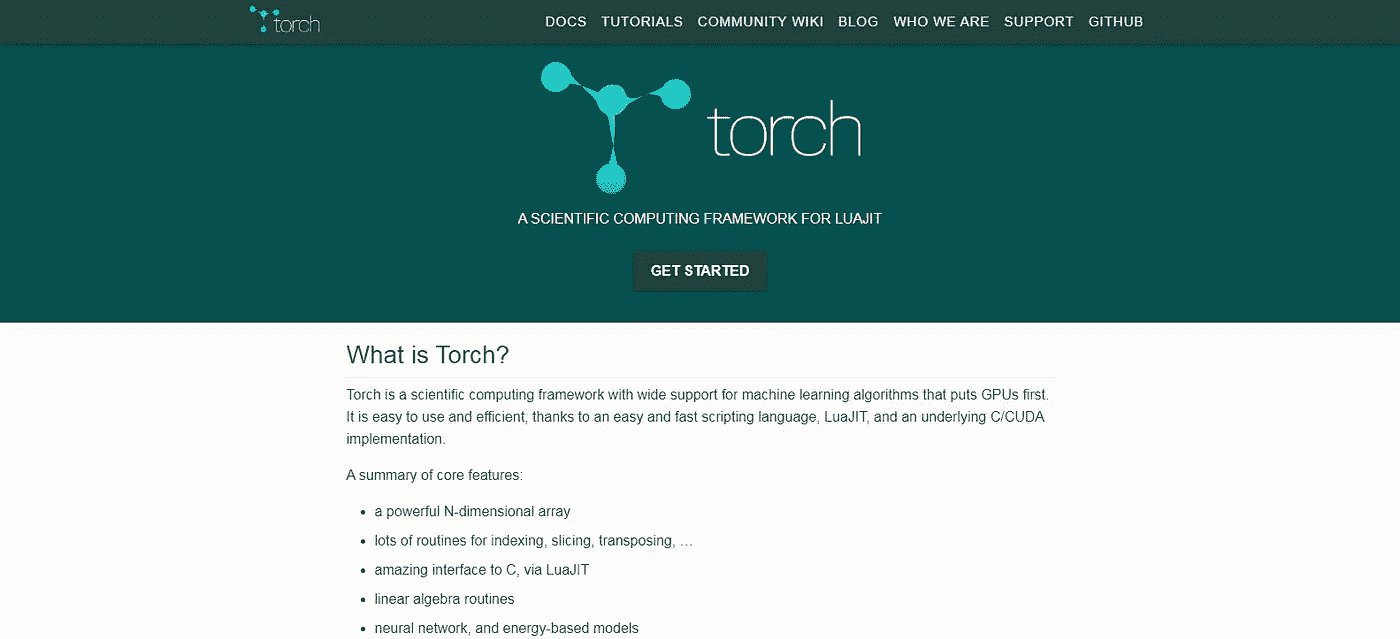 torch DOCS TUTORIALS COMMUNITY WIKI BLOG WHO WE ARE SUPPORT GITHUB
torch
A SCIENTIFIC COMPUTING FRAMEWORK FOR LUAJIT
GET STARTED
What is Torch?
Torch is a scientific computing framework with wide support for machine learning algorithms that puts GPUs first.
It is easy to use and efficient, thanks to an easy and fast scripting language, LuaJIT, and an underlying C/CUDA
implementation.
A summary of core features:
• a powerful N-dimensional array
• lots of routines for indexing, slicing, transposing, …
• amazing interface to C, via LuaJIT
• linear algebra routines
• neural network, and energy-based models